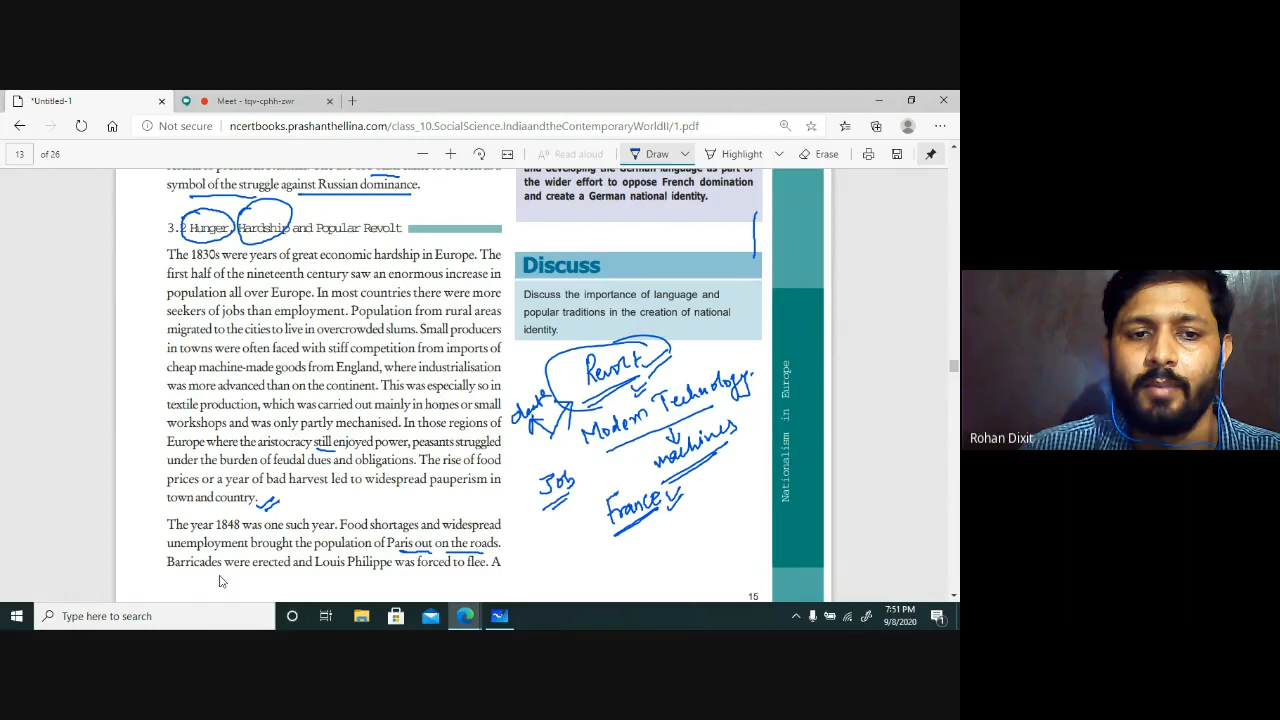 *Untitled-1
Meet - tqv-cphh-zwr
Not secure
ncertbooks.prashanthellina.com/class_10.SocialScience.IndiaandtheContemporaryWorldII/1.pdf
13 of 26
Read aloud
Draw
Highlight
Erase
symbol of the struggle against Russian dominance.
3.2 Hunger, Hardship and Popular Revolt
The 1830s were years of great economic hardship in Europe. The
first half of the nineteenth century saw an enormous increase in
population all over Europe. In most countries there were more
seekers of jobs than employment. Population from rural areas
migrated to the cities to live in overcrowded slums. Small producers
in towns were often faced with stiff competition from imports of
cheap machine-made goods from England, where industrialisation
was more advanced than on the continent. This was especially so in
textile production, which was carried out mainly in homes or small
workshops and was only partly mechanised. In those regions of
Europe where the aristocracy still enjoyed power, peasants struggled
under the burden of feudal dues and obligations. The rise of food
prices or a year of bad harvest led to widespread pauperism in
town and country.
The year 1848 was one such year. Food shortages and widespread
unemployment brought the population of Paris out on the roads.
Barricades were erected and Louis Philippe was forced to flee. A
and developing the German language as part of
the wider effort to oppose French domination
and create a German national identity.
Discuss
Discuss the importance of language and
popular traditions in the creation of national
identity.
Revolt
Modern Technology.
machines
Job
France
15
Nationalism in Europe
Rohan Dixit
Type here to search
7:51 PM
9/8/2020
1